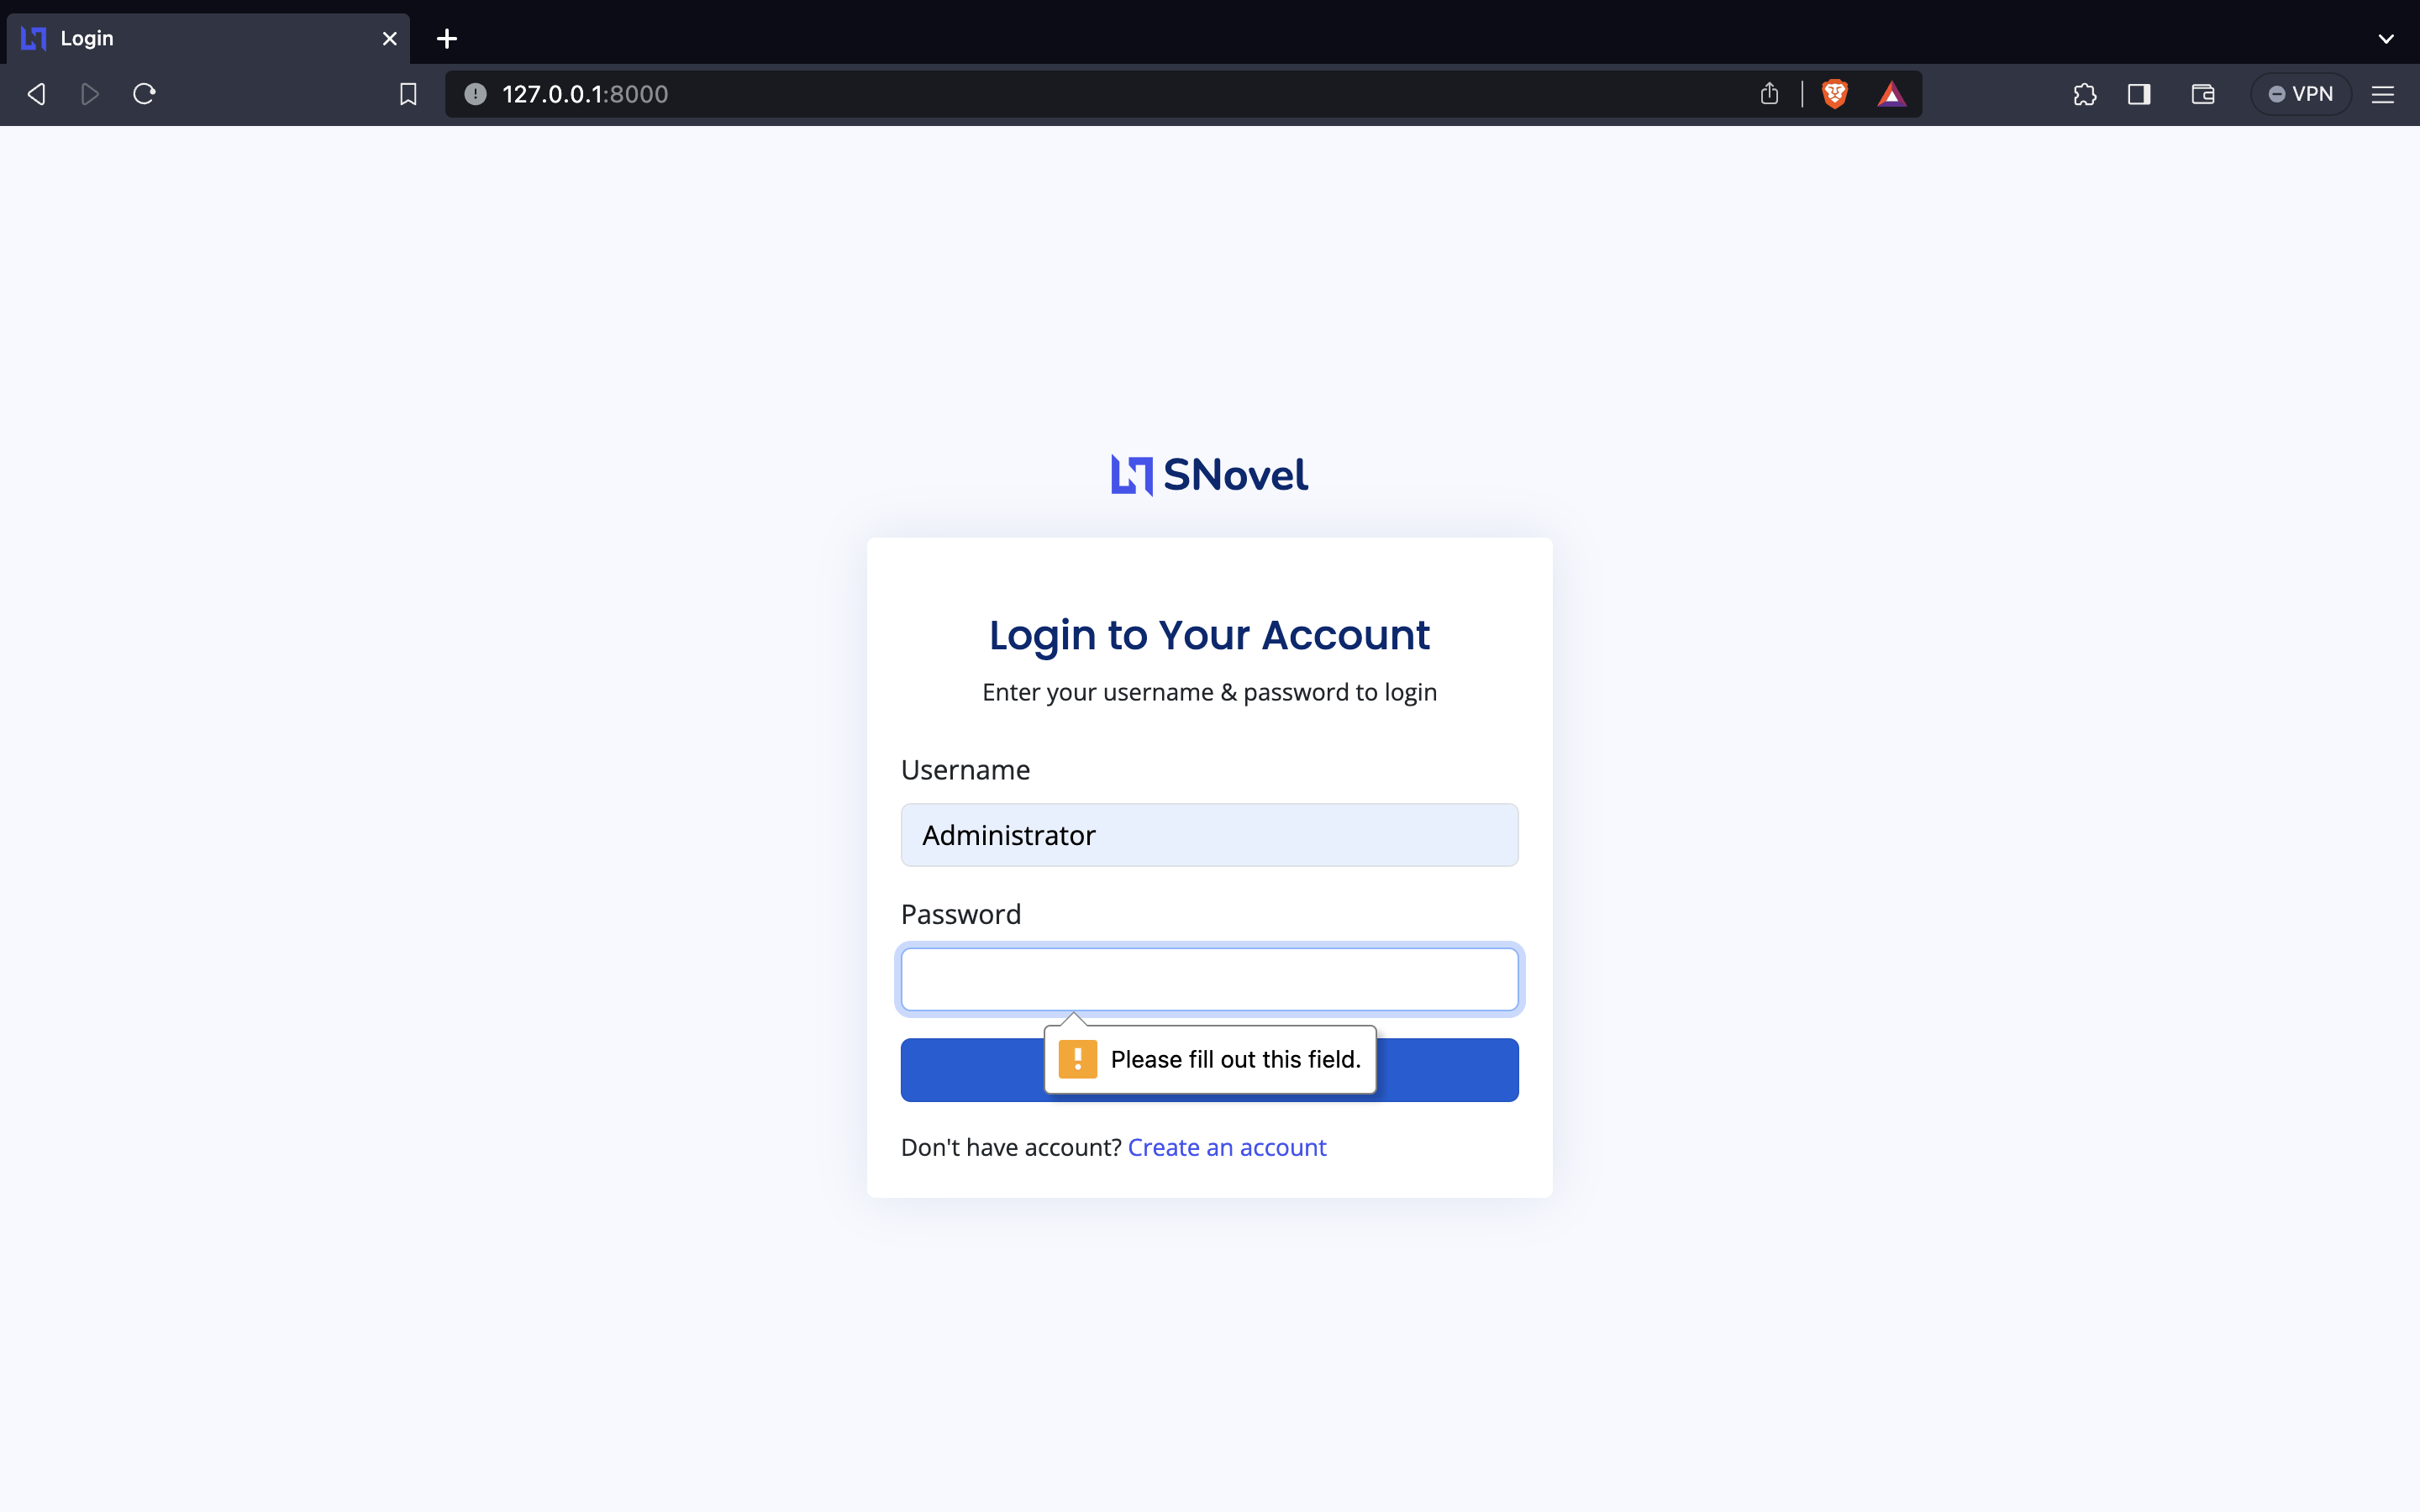 Login
127.0.0.1:8000
VPN
SNovel
Login to Your Account
Enter your username & password to login
Username
Administrator
Password
Please fill out this field.
Don't have account? Create an account